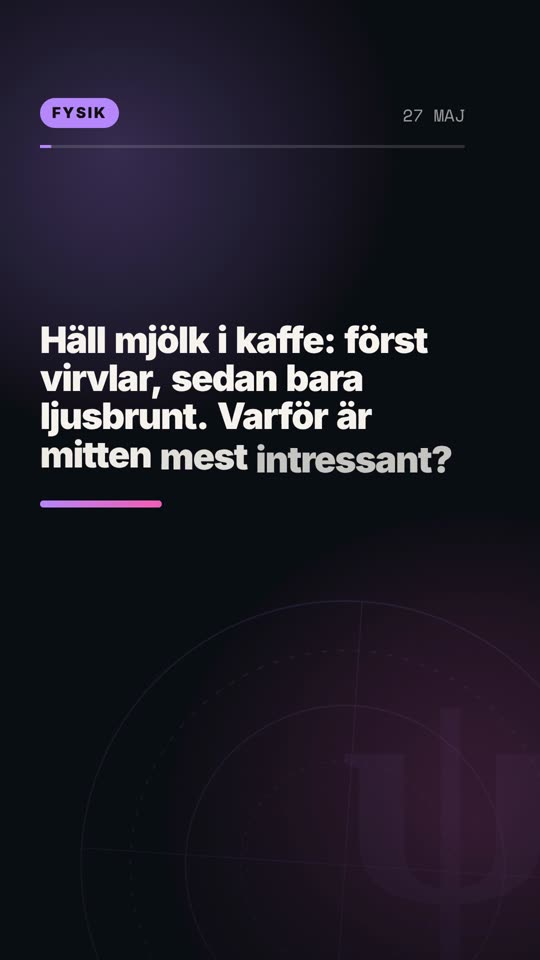 FYSIK
27 MAJ
Häll mjölk i kaffe: först
virvlar, sedan bara
ljusbrunt. Varför är
mitten mest intressant?
ψ